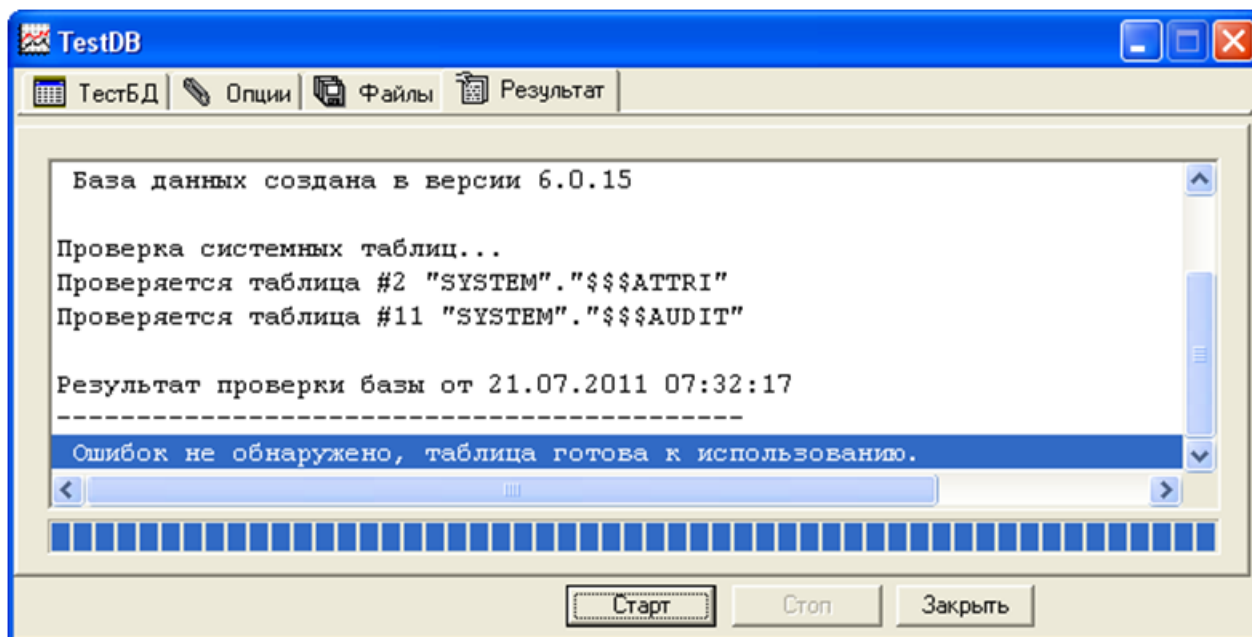 TestDB
ТестБД Опции Файлы Результат
База данных создана в версии 6.0.15
Проверка системных таблиц...
Проверяется таблица #2 "SYSTEM"."$$$ATTRI"
Проверяется таблица #11 "SYSTEM"."$$$AUDIT"
Результат проверки базы от 21.07.2011 07:32:17
-------------------------------------------
Ошибок не обнаружено, таблица готова к использованию.
Старт Стоп Закрыть